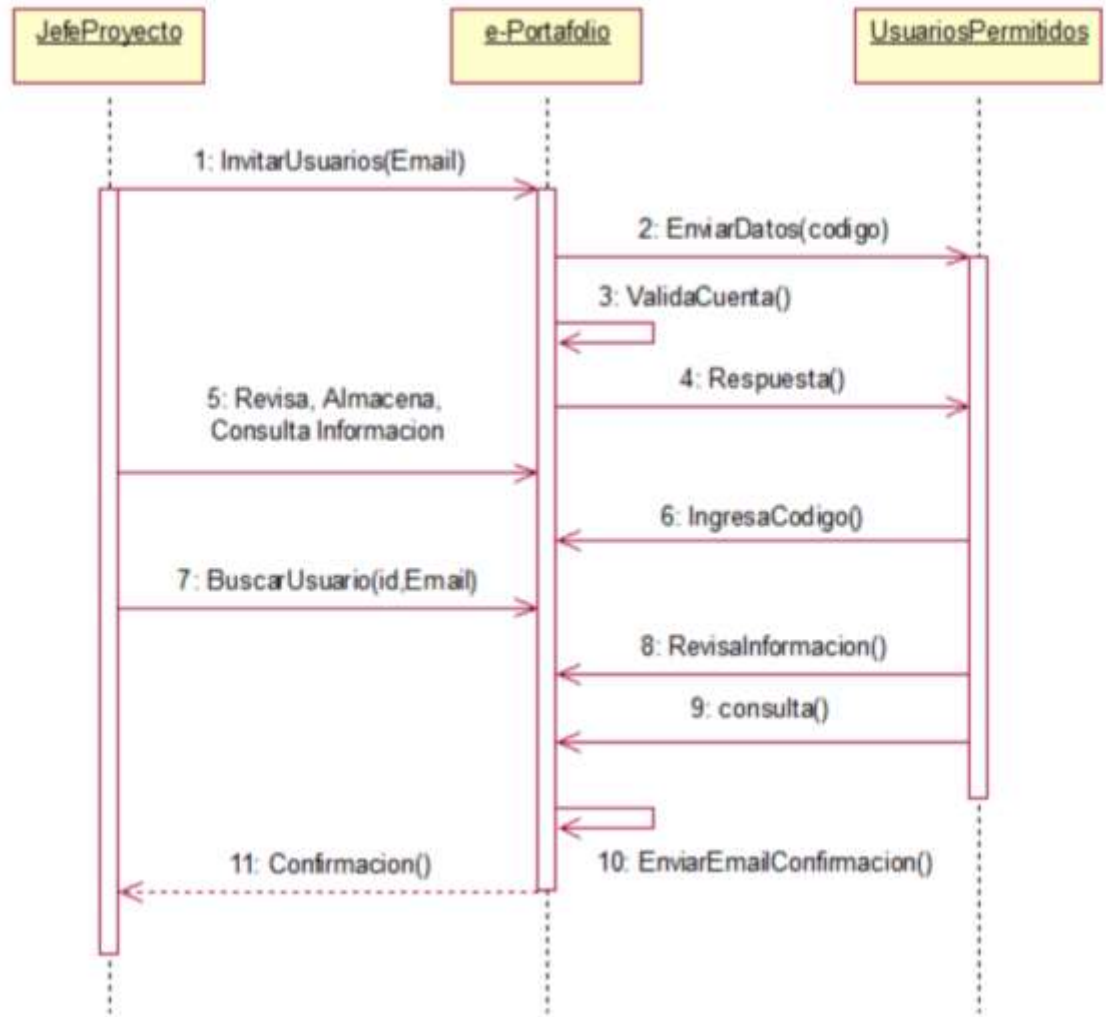 JefeProyecto
e-Portafolio
UsuariosPermitidos
1: InvitarUsuarios(Email)
2: EnviarDatos(codigo)
3: ValidaCuenta()
4: Respuesta()
5: Revisa, Almacena,
Consulta Informacion
6: IngresaCodigo()
7: BuscarUsuario(id,Email)
8: RevisaInformacion()
9: consulta()
10: EnviarEmailConfirmacion()
11: Confirmacion()